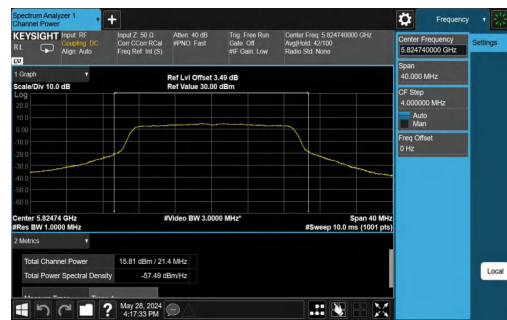 Spectrum Analyzer 1
Channel Power
Frequency
KEYSIGHT Input: RF
RL
Coupling: DC
Align: Auto
Input Z: 50 Ω
Corr CCorr RCal
Freq Ref: Int (S)
Atten: 40 dB
#PNO: Fast
Trig: Free Run
Gate: Off
#IF Gain: Low
Center Freq: 5.824740000 GHz
Avg|Hold: 42/100
Radio Std: None
Center Frequency
5.824740000 GHz
Settings
Span
40.000 MHz
CF Step
4.000000 MHz
Auto
Man
Freq Offset
0 Hz
1 Graph
Scale/Div 10.0 dB
Ref Lvl Offset 3.49 dB
Ref Value 30.00 dBm
Log
20.0
10.0
0.00
-10.0
-20.0
-30.0
-40.0
-50.0
-60.0
Center 5.82474 GHz
#Res BW 1.0000 MHz
#Video BW 3.0000 MHz*
Span 40 MHz
#Sweep 10.0 ms (1001 pts)
2 Metrics
Total Channel Power 15.81 dBm / 21.4 MHz
Total Power Spectral Density -57.49 dBm/Hz
Local
May 28, 2024
4:17:33 PM